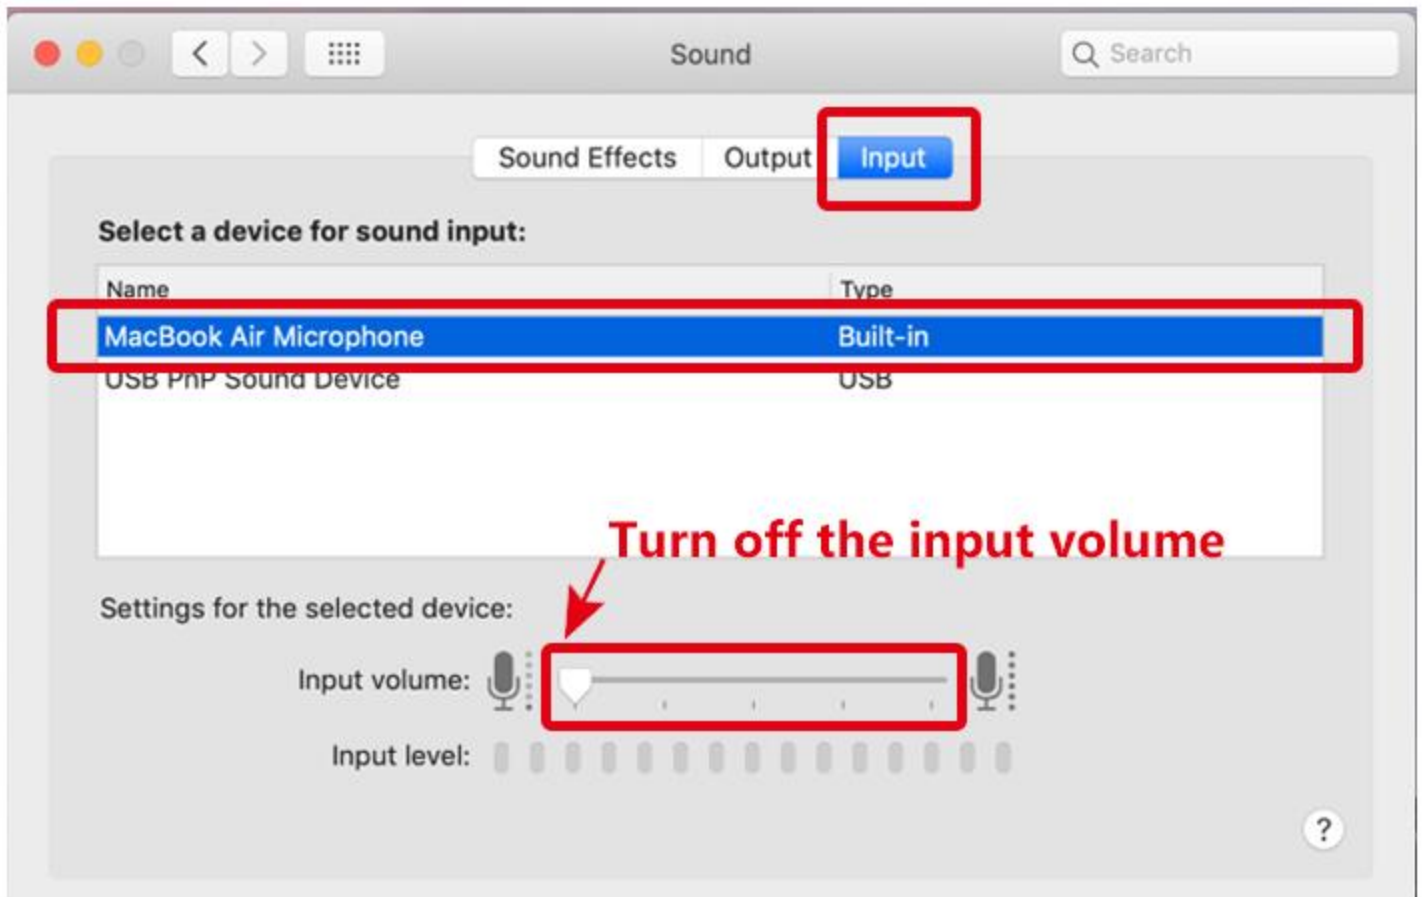 Sound
Search
Sound Effects Output Input
Select a device for sound input:
Name Type
MacBook Air Microphone Built-in
USB PnP Sound Device USB
Turn off the input volume
Settings for the selected device:
Input volume:
Input level:
?